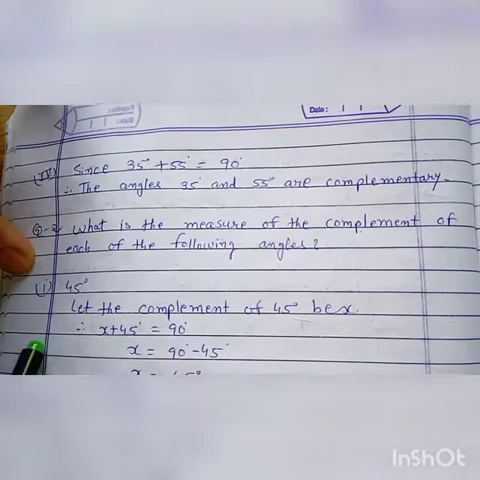 Date:
(IV) Since 35° + 55° = 90°
∴ The angles 35° and 55° are complementary.
Q-2 What is the measure of the complement of
each of the following angles?
(i) 45°
Let the complement of 45° be x.
∴ x+45° = 90°
x = 90° - 45°
InShOt